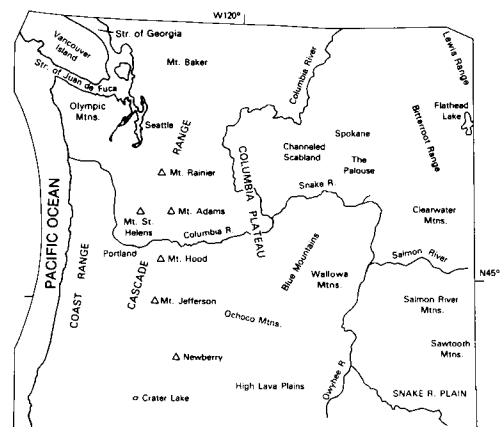 W120°
Str. of Georgia
Vancouver
Island
Mt. Baker
Str. of Juan de Fuca
Olympic
Mtns.
Seattle
Columbia River
Lewis Range
Flathead
Lake
Bitterroot Range
Spokane
Channeled
Scabland
The
Palouse
RANGE
COLUMBIA PLATEAU
Mt. Rainier
Snake R.
Mt. St.
Helens
Mt. Adams
Columbia R.
Clearwater
Mtns.
PACIFIC OCEAN
COAST RANGE
Portland
CASCADE
Mt. Hood
Blue Mountains
Wallowa
Mtns.
Salmon River
N45°
Mt. Jefferson
Ochoco Mtns.
Salmon River
Mtns.
Sawtooth
Mtns.
Newberry
High Lava Plains
Owyhee R
SNAKE R. PLAIN
Crater Lake